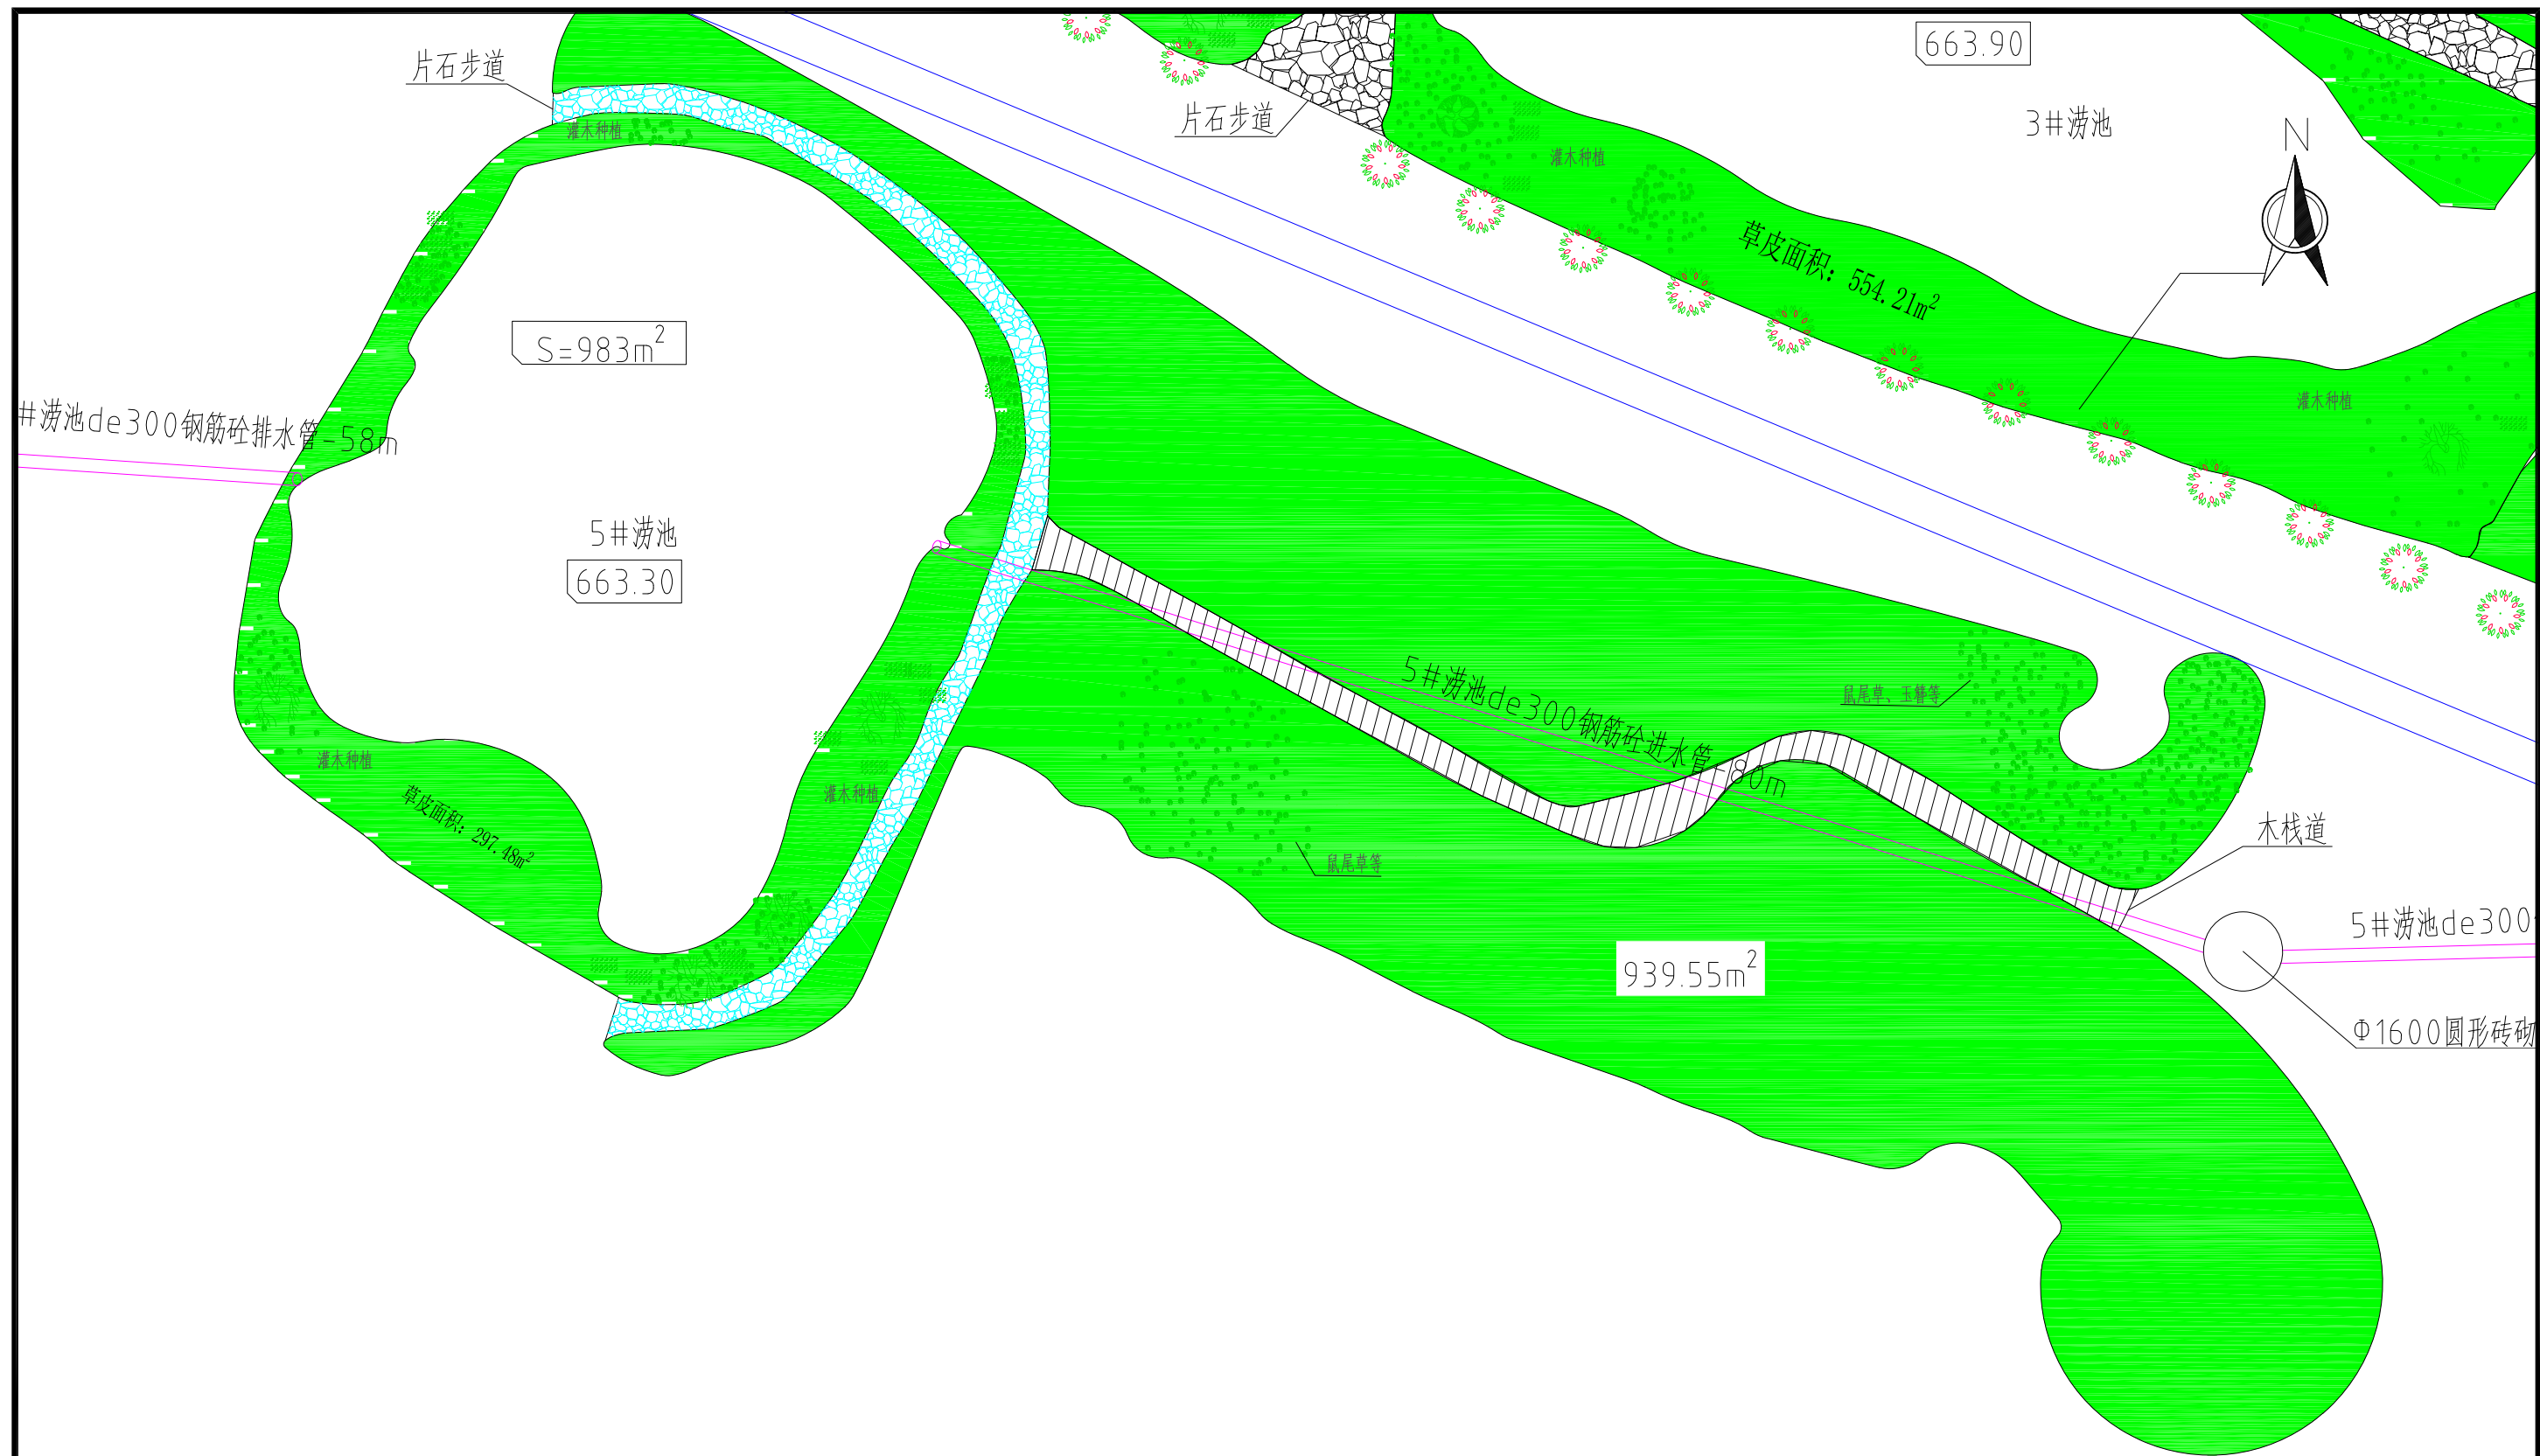 663.90
片石步道
片石步道
3#涝池
N
灌木种植
灌木种植
草皮面积：554.21m²
S=983m²
灌木种植
#涝池de300钢筋砼排水管-58m
5#涝池
663.30
5#涝池de300钢筋砼进水管-80m
鼠尾草、玉簪等
灌木种植
灌木种植
草皮面积：297.48m²
木栈道
鼠尾草等
5#涝池de300
939.55m²
Φ1600圆形砖砌